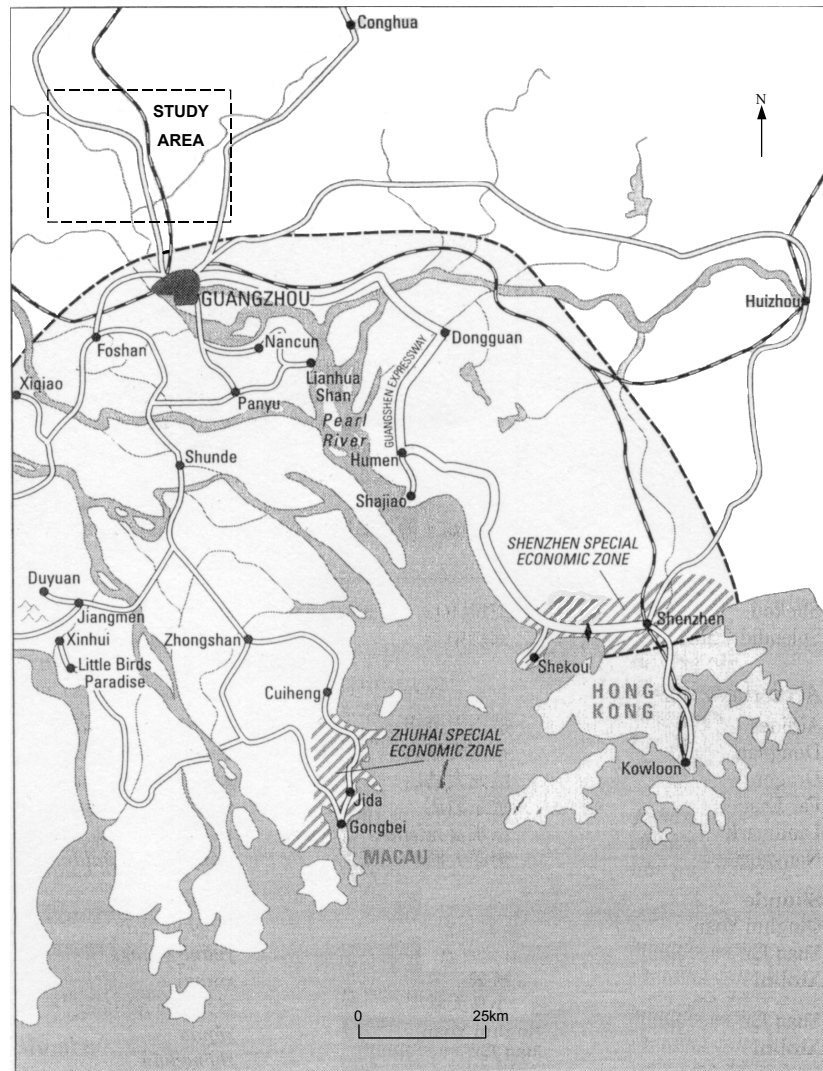 Conghua
STUDY
AREA
N
GUANGZHOU
Huizhou
Foshan
Nancun
Dongguan
Xiqiao
Lianhua
Shan
Panyu
GUANGSHEN EXPRESSWAY
Pearl
River
Humen
Shunde
Shajiao
SHENZHEN SPECIAL
ECONOMIC ZONE
Duyuan
Jiangmen
Shenzhen
Xinhui
Zhongshan
Little Birds
Paradise
Shekou
Cuiheng
HONG
KONG
ZHUHAI SPECIAL
ECONOMIC ZONE
Kowloon
Jida
Gongbei
MACAU
0
25km